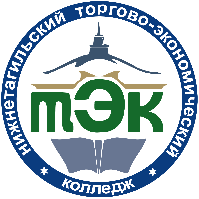 НИЖНЕТАГИЛЬСКИЙ ТОРГОВО-ЭКОНОМИЧЕСКИЙ
КОЛЛЕДЖ
ТЭК